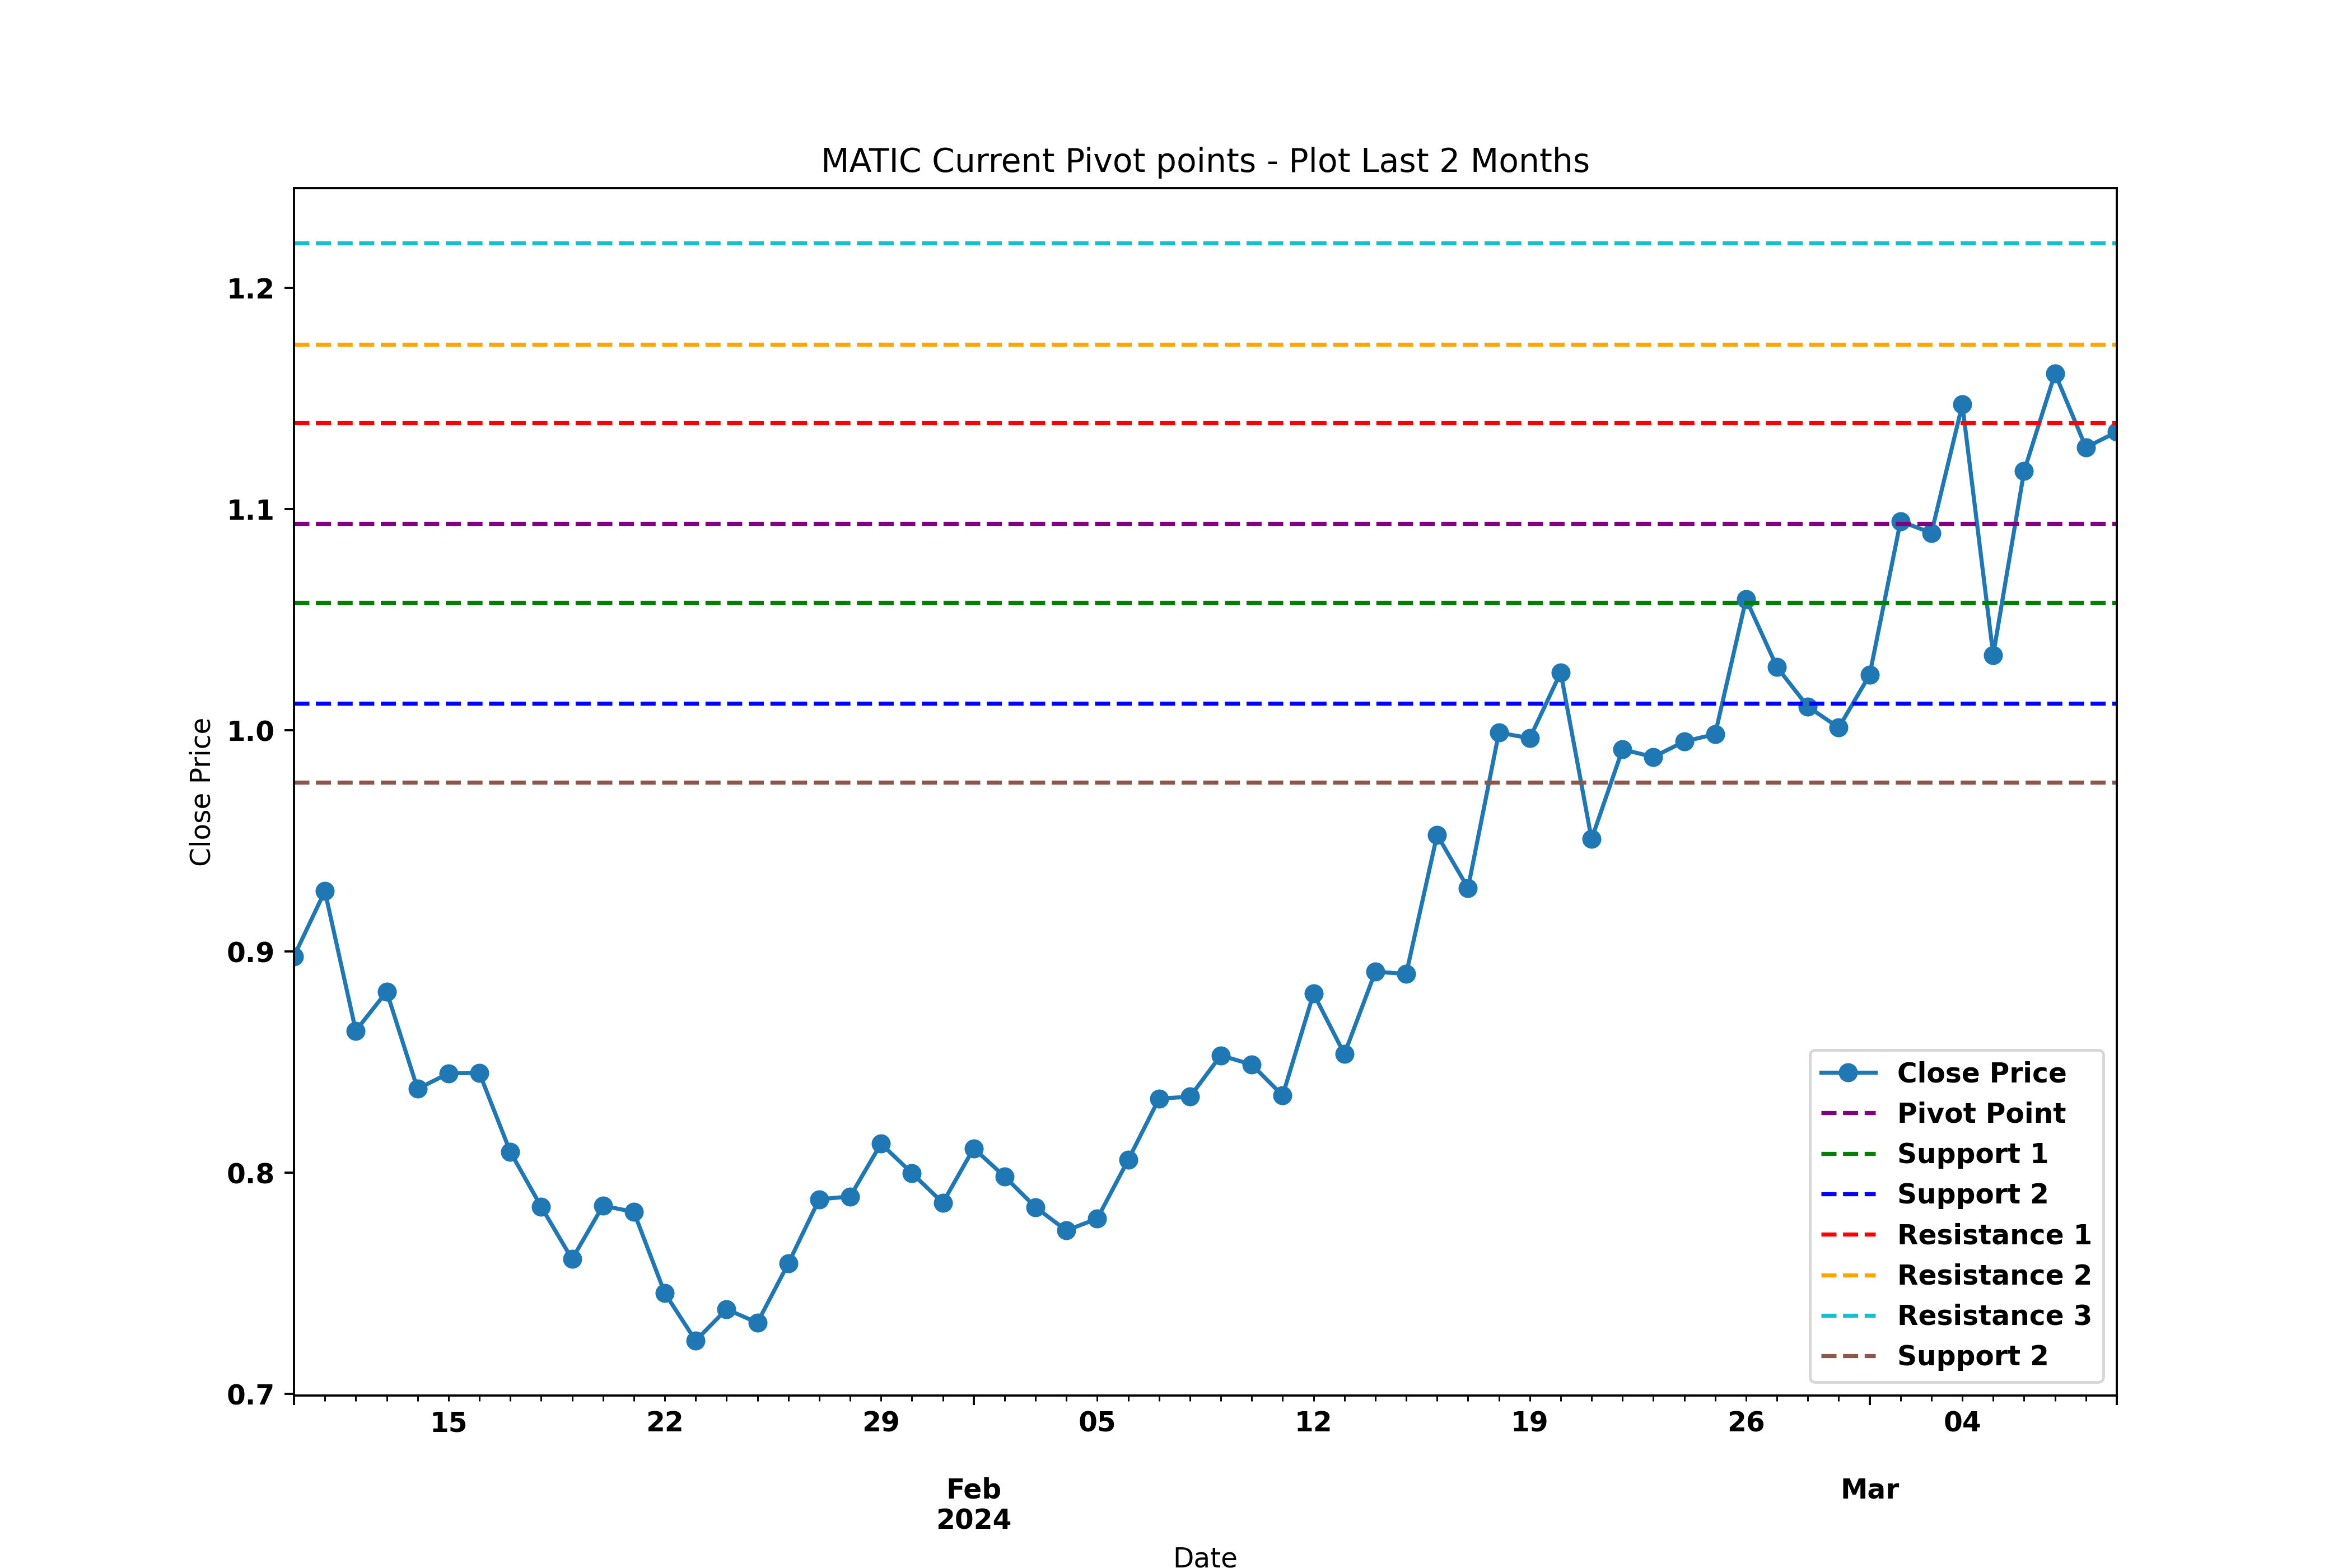 MATIC Current Pivot points - Plot Last 2 Months
Close Price
1.2
1.1
1.0
0.9
0.8
0.7
Close Price
Pivot Point
Support 1
Support 2
Resistance 1
Resistance 2
Resistance 3
Support 2
15 22 29 05 12 19 26 04
Feb Mar
2024
Date